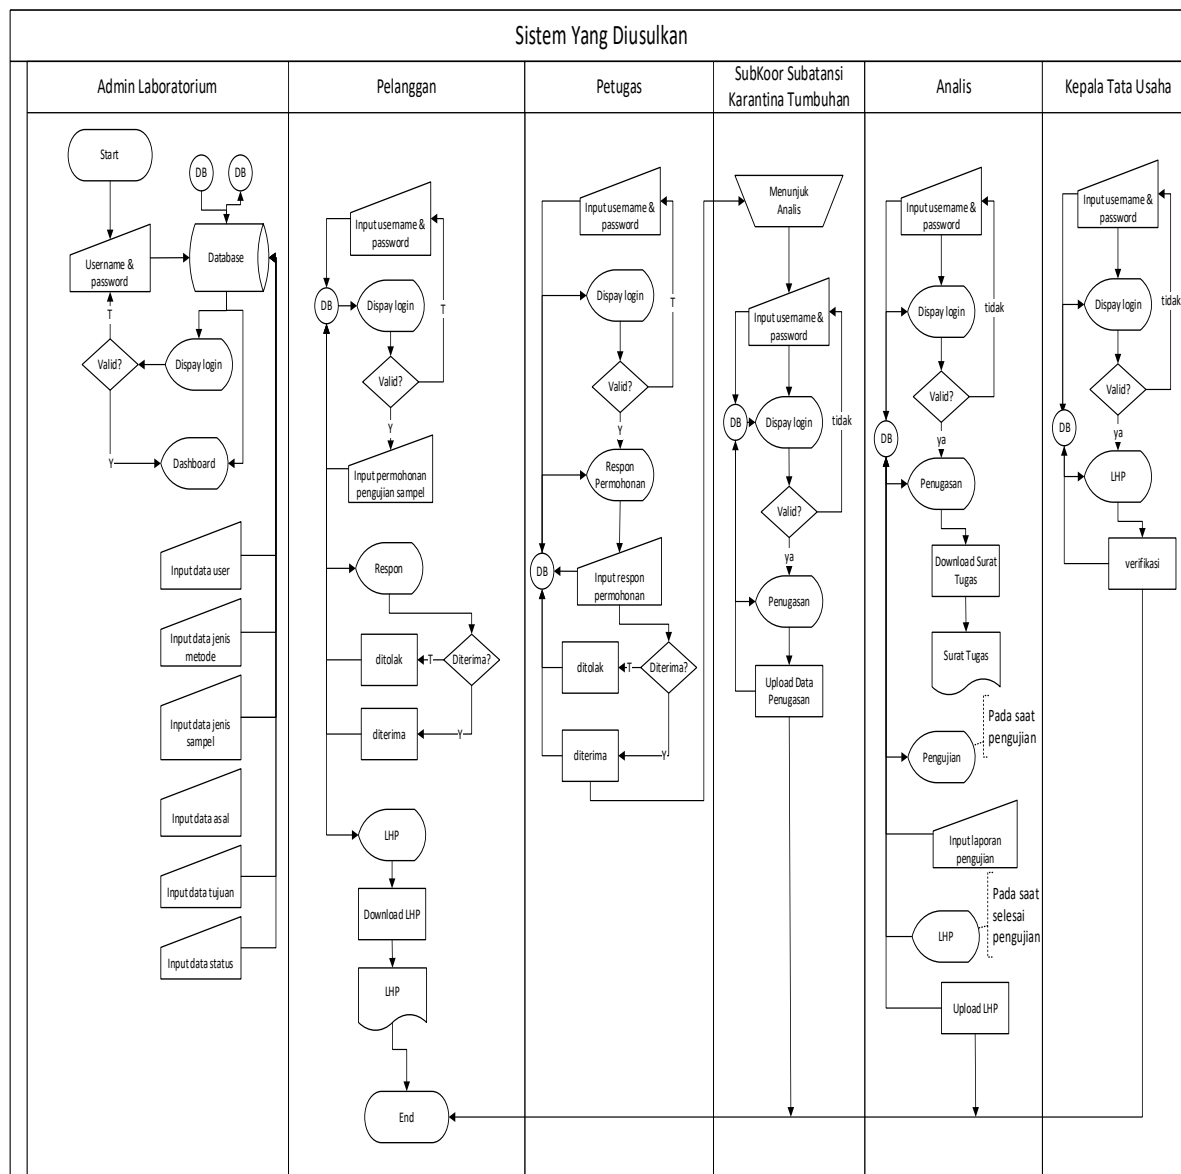 Sistem Yang Diusulkan
Admin Laboratorium
Pelanggan
Petugas
SubKoor Subatansi
Karantina Tumbuhan
Analis
Kepala Tata Usaha
Start
DB
DB
Username &
password
Database
T
Valid?
Dispay login
Y
Dashboard
Input data user
Input data jenis
metode
Input data jenis
sampel
Input data asal
Input data tujuan
Input data status
Input username &
password
DB
Dispay login
T
Valid?
Y
Input permohonan
pengujian sampel
Respon
ditolak
T
Diterima?
diterima
Y
LHP
Download LHP
LHP
End
Input username &
password
Dispay login
T
Valid?
Y
Respon
Permohonan
DB
Input respon
permohonan
ditolak
T
Diterima?
diterima
Y
Menunjuk
Analis
Input username &
password
DB
Dispay login
tidak
Valid?
ya
Penugasan
Upload Data
Penugasan
Input username &
password
Dispay login
tidak
Valid?
DB
ya
Penugasan
Download Surat
Tugas
Surat Tugas
Pada saat
pengujian
Pengujian
Input laporan
pengujian
Pada saat
selesai
pengujian
LHP
Upload LHP
Input username &
password
Dispay login
tidak
Valid?
DB
ya
LHP
verifikasi